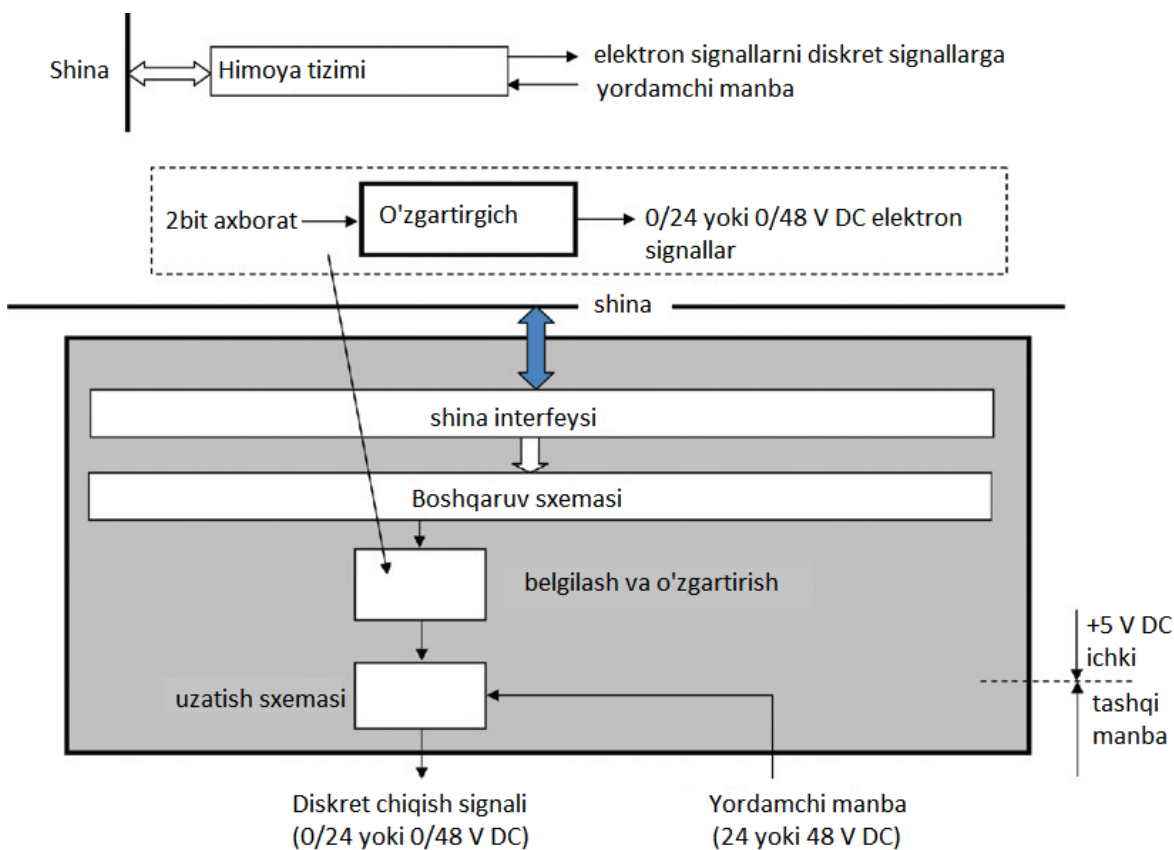 Shina
Himoya tizimi
elektron signallarni diskret signallarga
yordamchi manba
2bit axborat
O'zgartirgich
0/24 yoki 0/48 V DC elektron
signallar
shina
shina interfeysi
Boshqaruv sxemasi
belgilash va o'zgartirish
+5 V DC
ichki
uzatish sxemasi
tashqi
manba
Diskret chiqish signali
(0/24 yoki 0/48 V DC)
Yordamchi manba
(24 yoki 48 V DC)